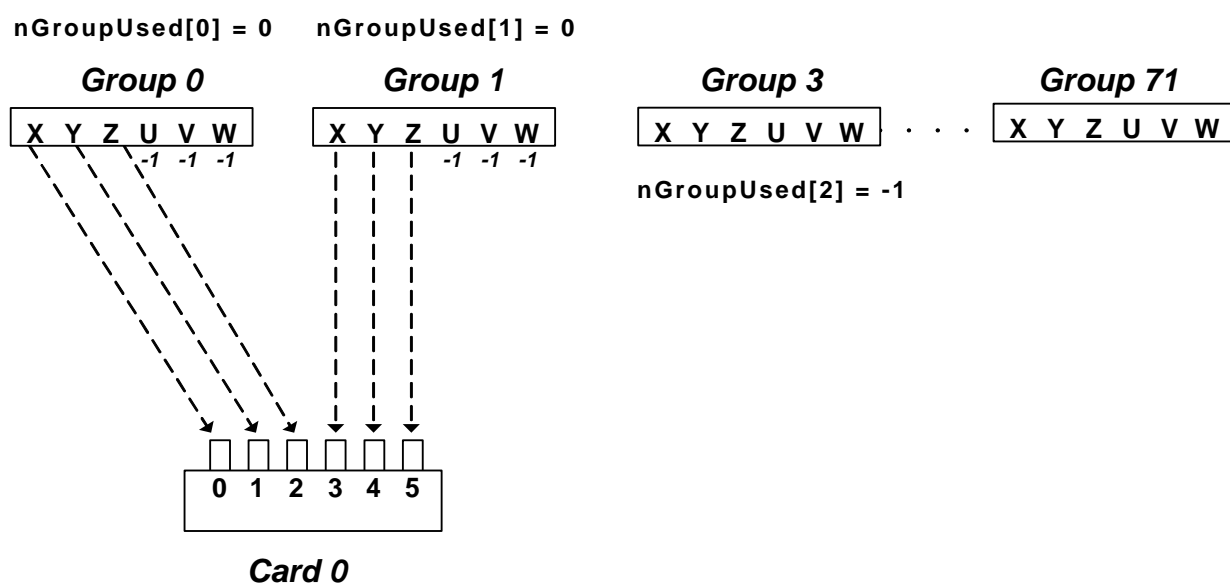 nGroupUsed[0] = 0 nGroupUsed[1] = 0
Group 0 Group 1 Group 3 Group 71
X Y Z U V W X Y Z U V W X Y Z U V W . . . . X Y Z U V W
-1 -1 -1 -1 -1 -1
nGroupUsed[2] = -1
0 1 2 3 4 5
Card 0